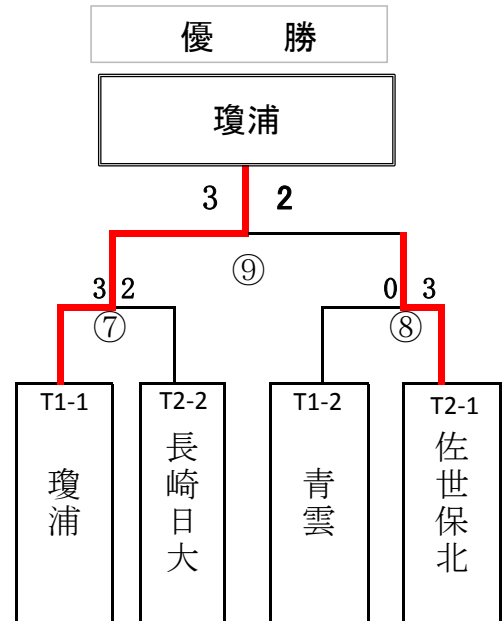 優 勝
瓊浦
3 2
⑨
3 2
0 3
⑦
⑧
T1-1
T2-2
T1-2
T2-1
瓊浦
長崎日大
青雲
佐世保北